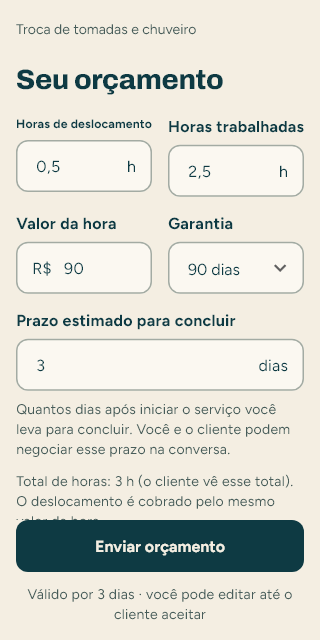 Troca de tomadas e chuveiro
Seu orçamento
Horas de deslocamento
Horas trabalhadas
0,5 h
2,5 h
Valor da hora
Garantia
R$ 90
90 dias
Prazo estimado para concluir
3 dias
Quantos dias após iniciar o serviço você
leva para concluir. Você e o cliente podem
negociar esse prazo na conversa.
Total de horas: 3 h (o cliente vê esse total).
O deslocamento é cobrado pelo mesmo
valor da hora.
Enviar orçamento
Válido por 3 dias · você pode editar até o
cliente aceitar